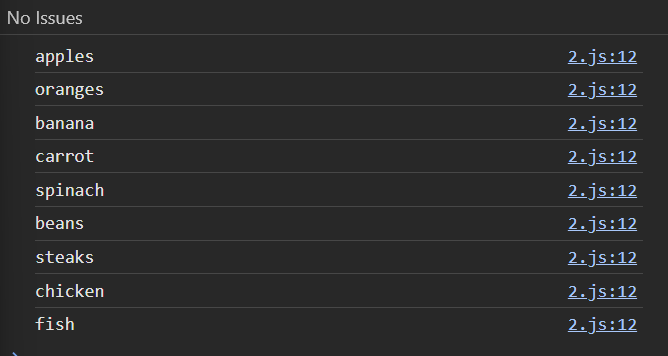 No Issues
apples 2.js:12
oranges 2.js:12
banana 2.js:12
carrot 2.js:12
spinach 2.js:12
beans 2.js:12
steaks 2.js:12
chicken 2.js:12
fish 2.js:12